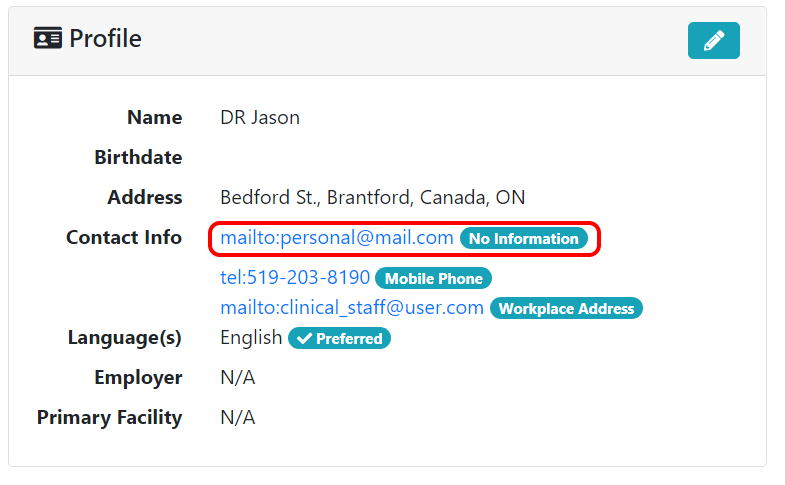 Profile
Name DR Jason
Birthdate
Address Bedford St., Brantford, Canada, ON
Contact Info mailto:personal@mail.com No Information
tel:519-203-8190 Mobile Phone
mailto:clinical_staff@user.com Workplace Address
Language(s) English Preferred
Employer N/A
Primary Facility N/A